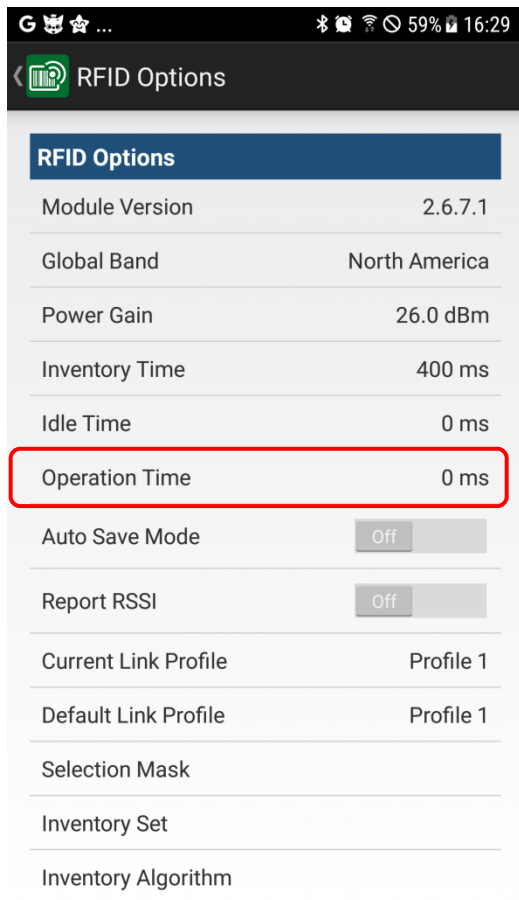 G ... 59% 16:29
RFID Options
RFID Options
Module Version 2.6.7.1
Global Band North America
Power Gain 26.0 dBm
Inventory Time 400 ms
Idle Time 0 ms
Operation Time 0 ms
Auto Save Mode Off
Report RSSI Off
Current Link Profile Profile 1
Default Link Profile Profile 1
Selection Mask
Inventory Set
Inventory Algorithm